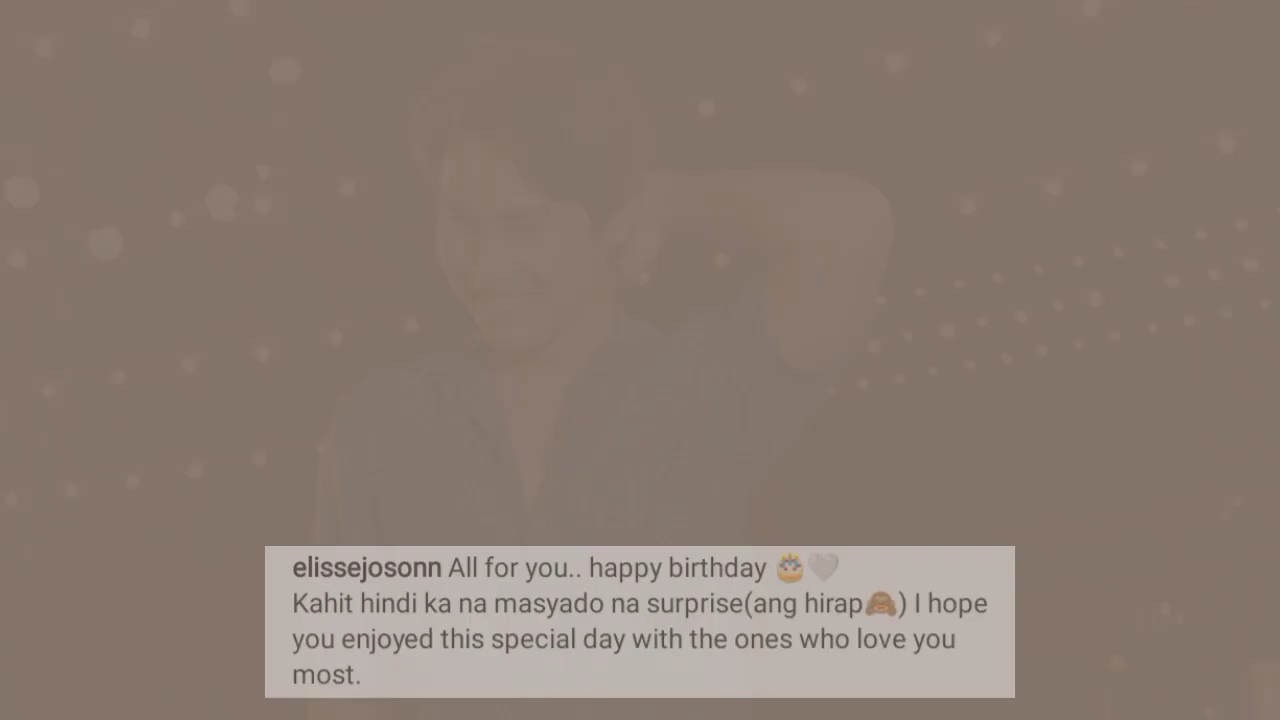 elissejosonn All for you.. happy birthday 🎂🤍
Kahit hindi ka na masyado na surprise(ang hirap🙈) I hope
you enjoyed this special day with the ones who love you
most.